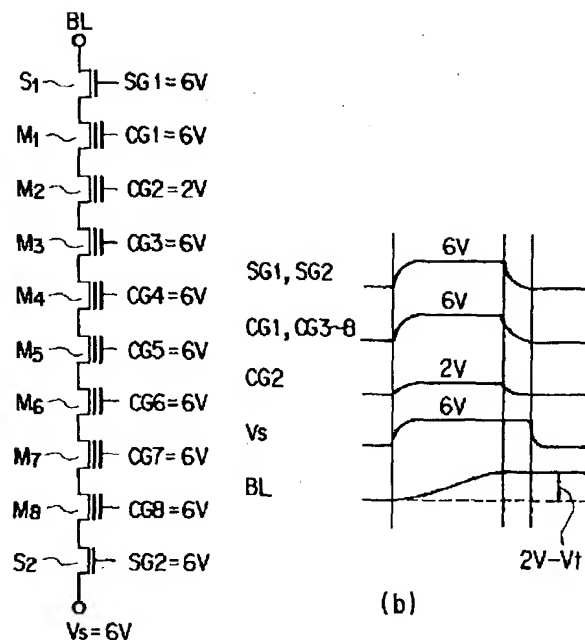 BL
S1 SG1=6V
M1 CG1=6V
M2 CG2=2V
M3 CG3=6V
M4 CG4=6V
M5 CG5=6V
M6 CG6=6V
M7 CG7=6V
M8 CG8=6V
S2 SG2=6V
Vs=6V
SG1,SG2 6V
CG1,CG3~8 6V
CG2 2V
Vs 6V
BL
2V-Vt
(b)